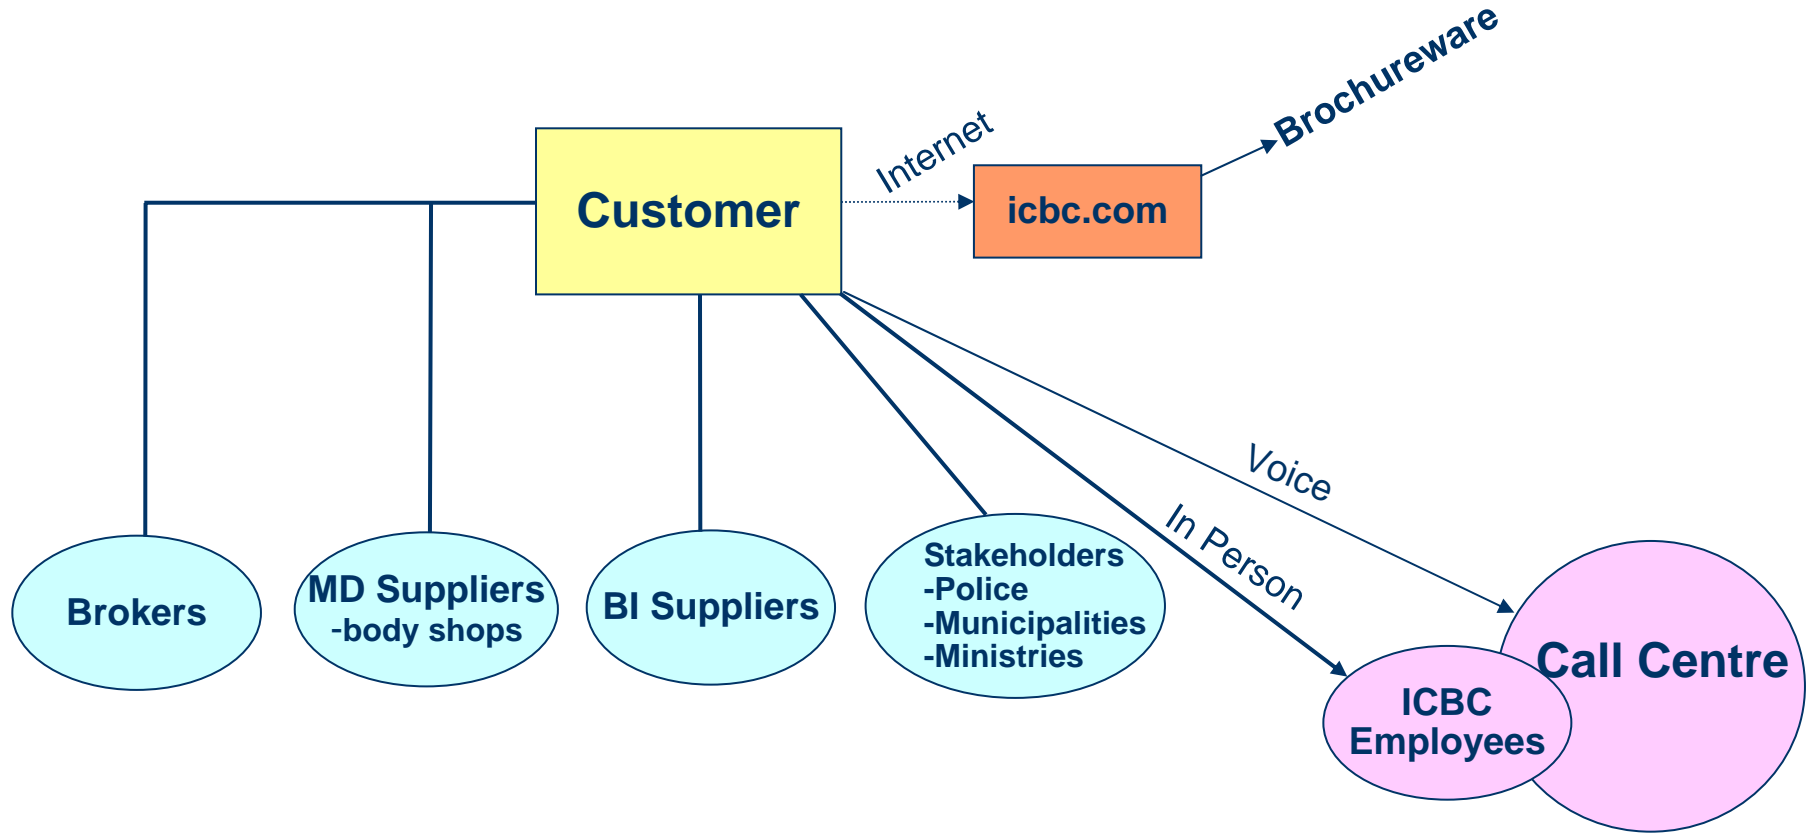 Brochureware
Internet
Customer
icbc.com
Voice
In Person
Brokers
MD Suppliers
-body shops
BI Suppliers
Stakeholders
-Police
-Municipalities
-Ministries
Call Centre
ICBC
Employees